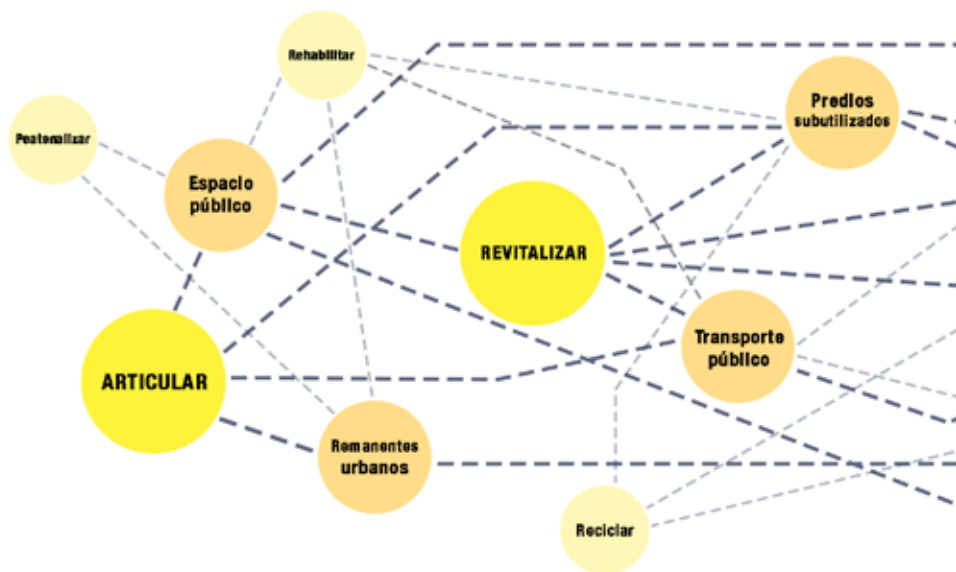 Rehabilitar
Peatonalizar
Predios
subutilizados
Espacio
público
REVITALIZAR
Transporte
público
ARTICULAR
Remanentes
urbanos
Reciclar